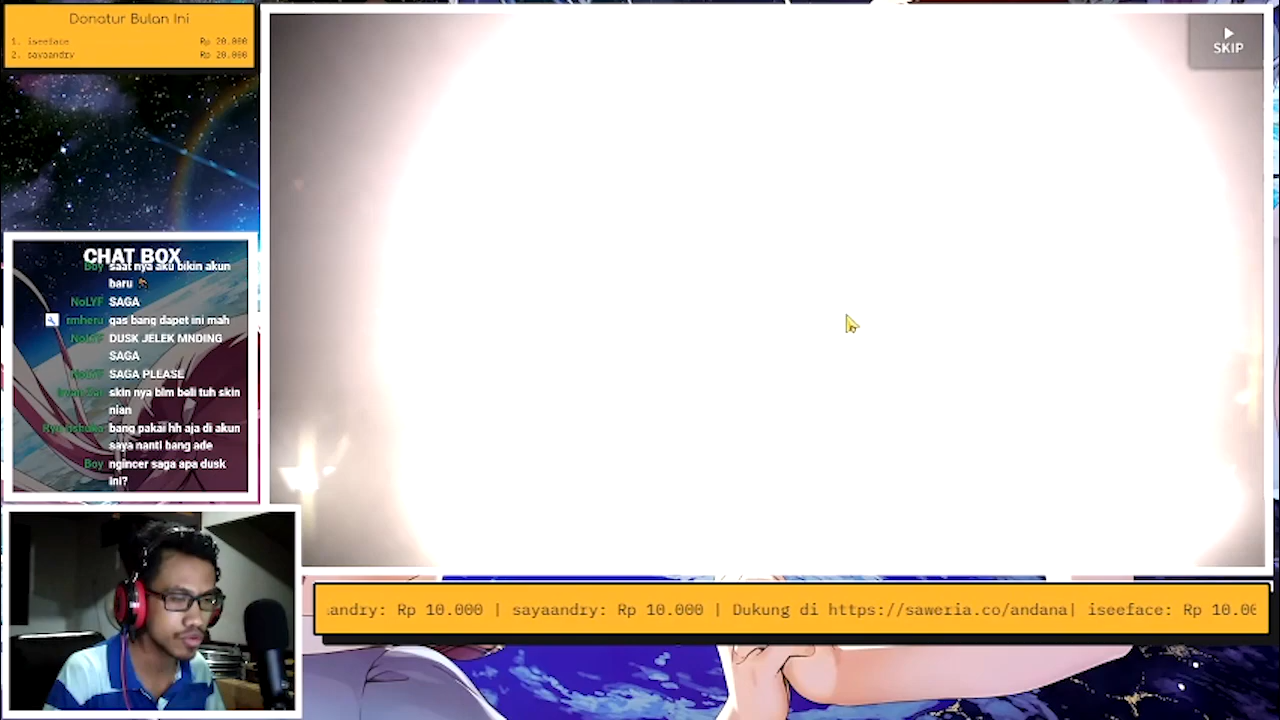 Donatur Bulan Ini
1. iseeface Rp 20.000
2. sayaandry Rp 20.000
SKIP
CHAT BOX
Boy saat nya aku bikin akun
baru
NoLYF SAGA
rmheru gas bang dapet ini mah
NoLYF DUSK JELEK MNDING
SAGA
NoLYF SAGA PLEASE
skin nya blm beli tuh skin
nian
bang pakai hh aja di akun
saya nanti bang ade
Boy ngincer saga apa dusk
ini?
andry: Rp 10.000 | sayaandry: Rp 10.000 | Dukung di https://saweria.co/andana| iseeface: Rp 10.00